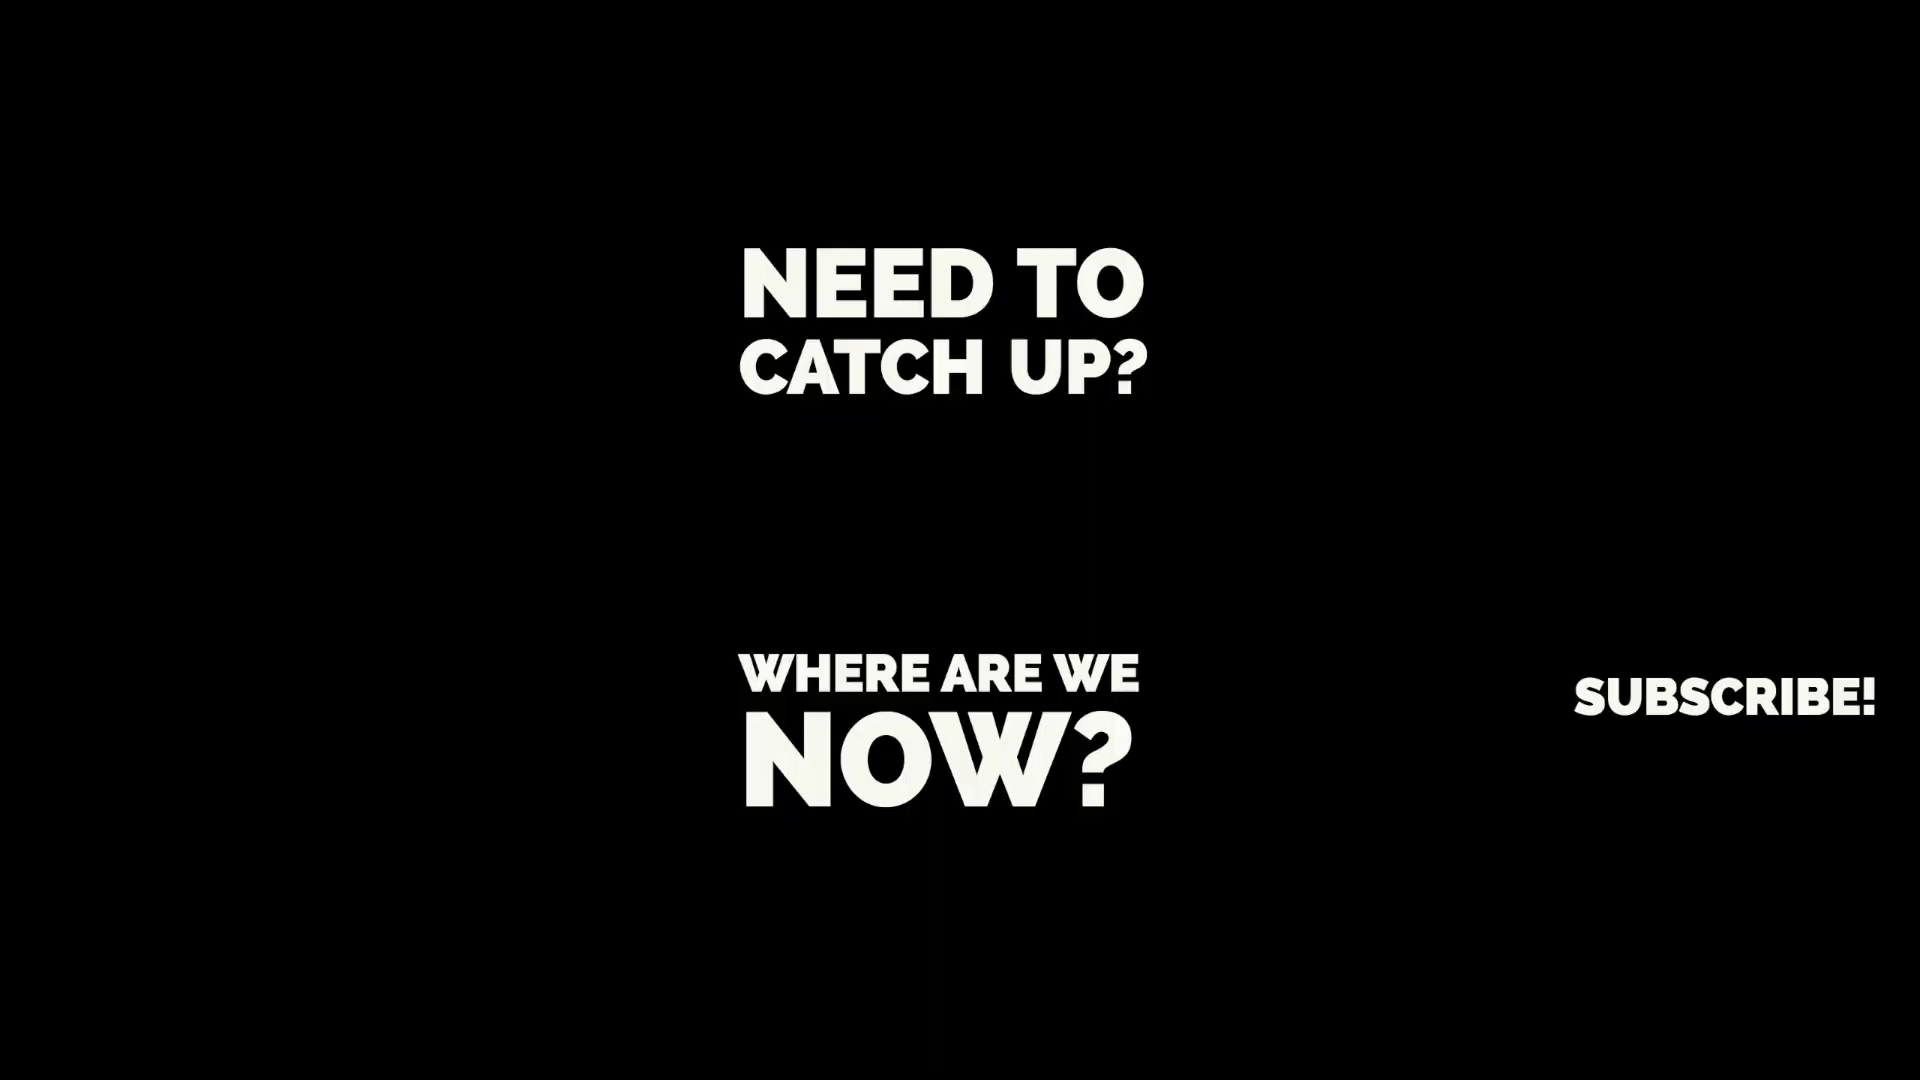 NEED TO
CATCH UP?
WHERE ARE WE
NOW?
SUBSCRIBE!